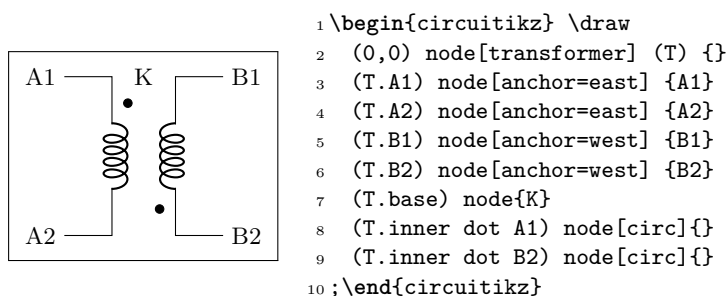 A1 K B1
A2 B2
1 \begin{circuitikz} \draw
2 (0,0) node[transformer] (T) {}
3 (T.A1) node[anchor=east] {A1}
4 (T.A2) node[anchor=east] {A2}
5 (T.B1) node[anchor=west] {B1}
6 (T.B2) node[anchor=west] {B2}
7 (T.base) node{K}
8 (T.inner dot A1) node[circ]{}
9 (T.inner dot B2) node[circ]{}
10 ;\end{circuitikz}